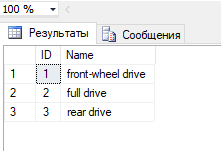 100 %
Результаты Сообщения
ID Name
1 1 front-wheel drive
2 2 full drive
3 3 rear drive